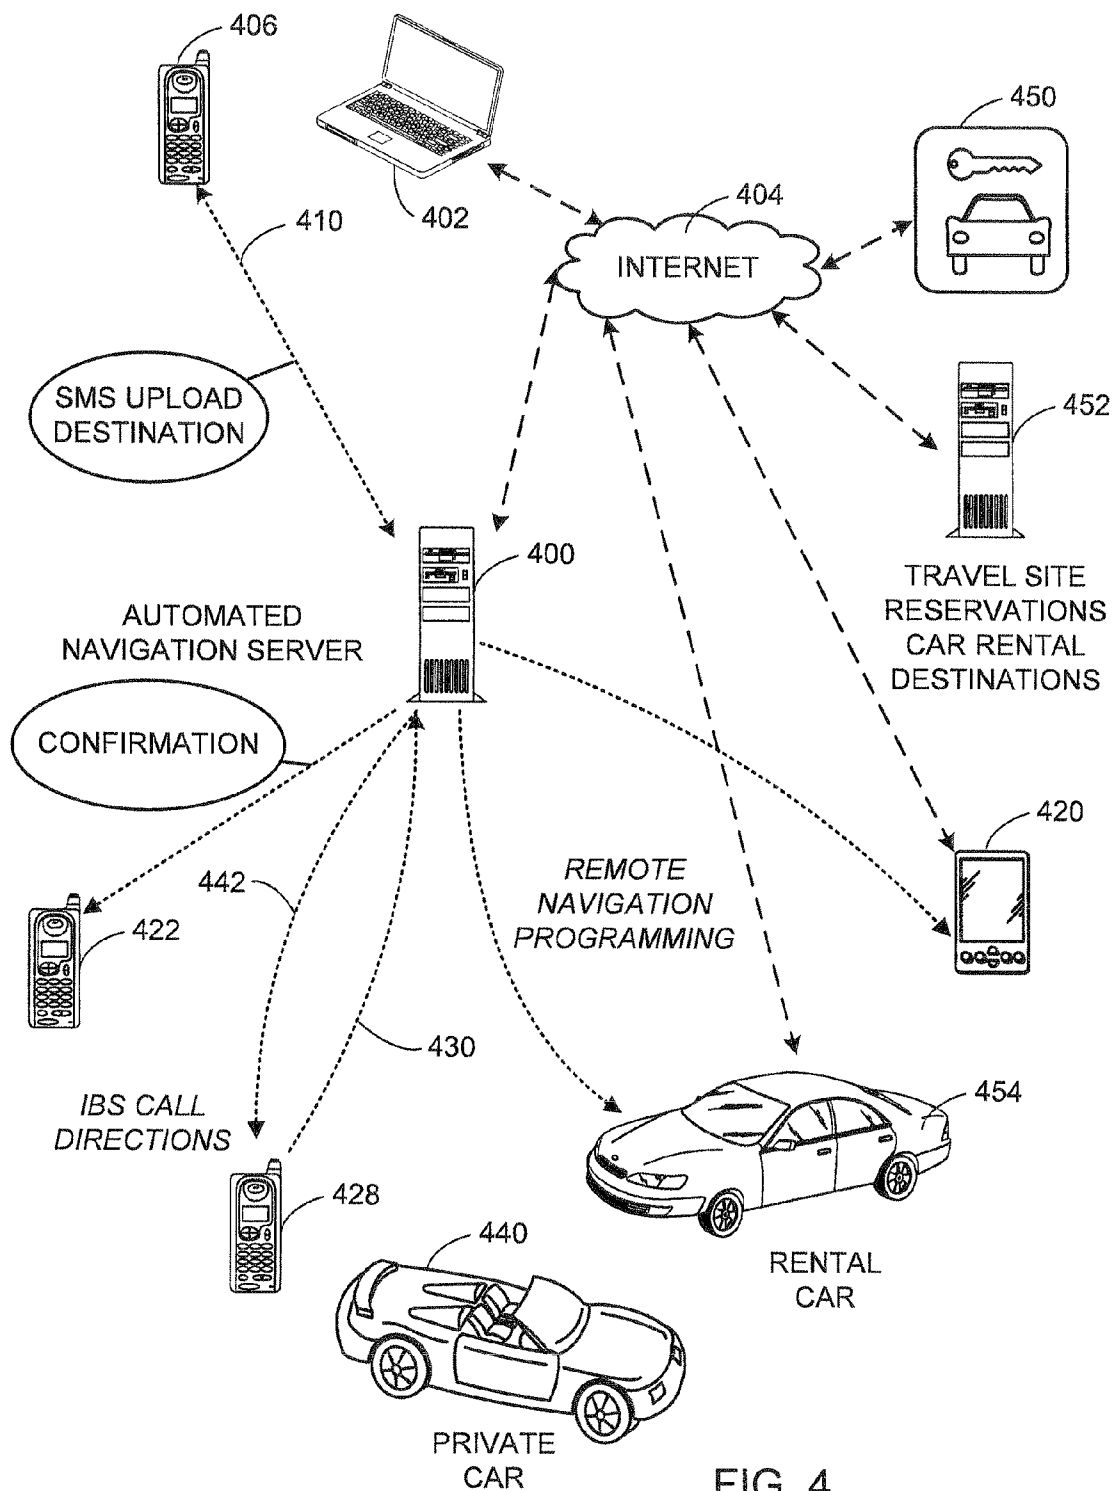 406
450
402
404
410
INTERNET
SMS UPLOAD
DESTINATION
452
400
TRAVEL SITE
RESERVATIONS
CAR RENTAL
DESTINATIONS
AUTOMATED
NAVIGATION SERVER
CONFIRMATION
420
442
REMOTE
NAVIGATION
PROGRAMMING
422
430
454
IBS CALL
DIRECTIONS
428
440
RENTAL
CAR
PRIVATE
CAR
FIG. 4